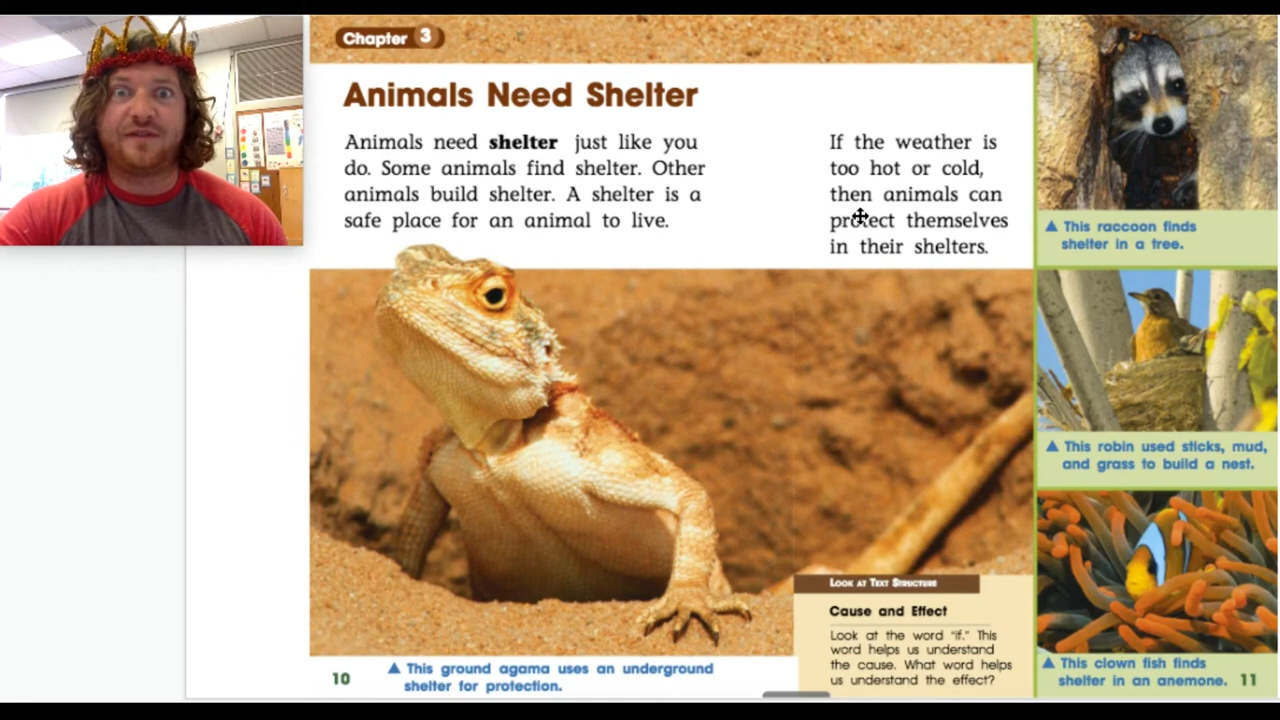 Chapter 3
Animals Need Shelter
Animals need shelter just like you
do. Some animals find shelter. Other
animals build shelter. A shelter is a
safe place for an animal to live.
If the weather is
too hot or cold,
then animals can
protect themselves
in their shelters.
▲ This raccoon finds
shelter in a tree.
▲ This robin used sticks, mud,
and grass to build a nest.
Look at Text Structure
Cause and Effect
Look at the word "if." This
word helps us understand
the cause. What word helps
us understand the effect?
▲ This clown fish finds
shelter in an anemone. 11
10
▲ This ground agama uses an underground
shelter for protection.